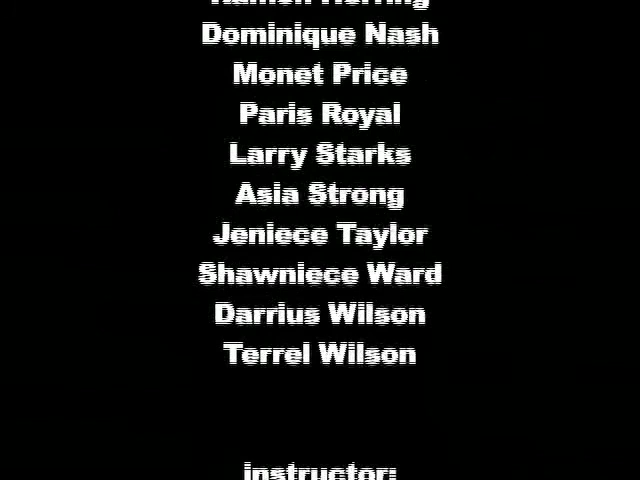 Dominique Nash
Monet Price
Paris Royal
Larry Starks
Asia Strong
Jeniece Taylor
Shawniece Ward
Darrius Wilson
Terrel Wilson
instructor: